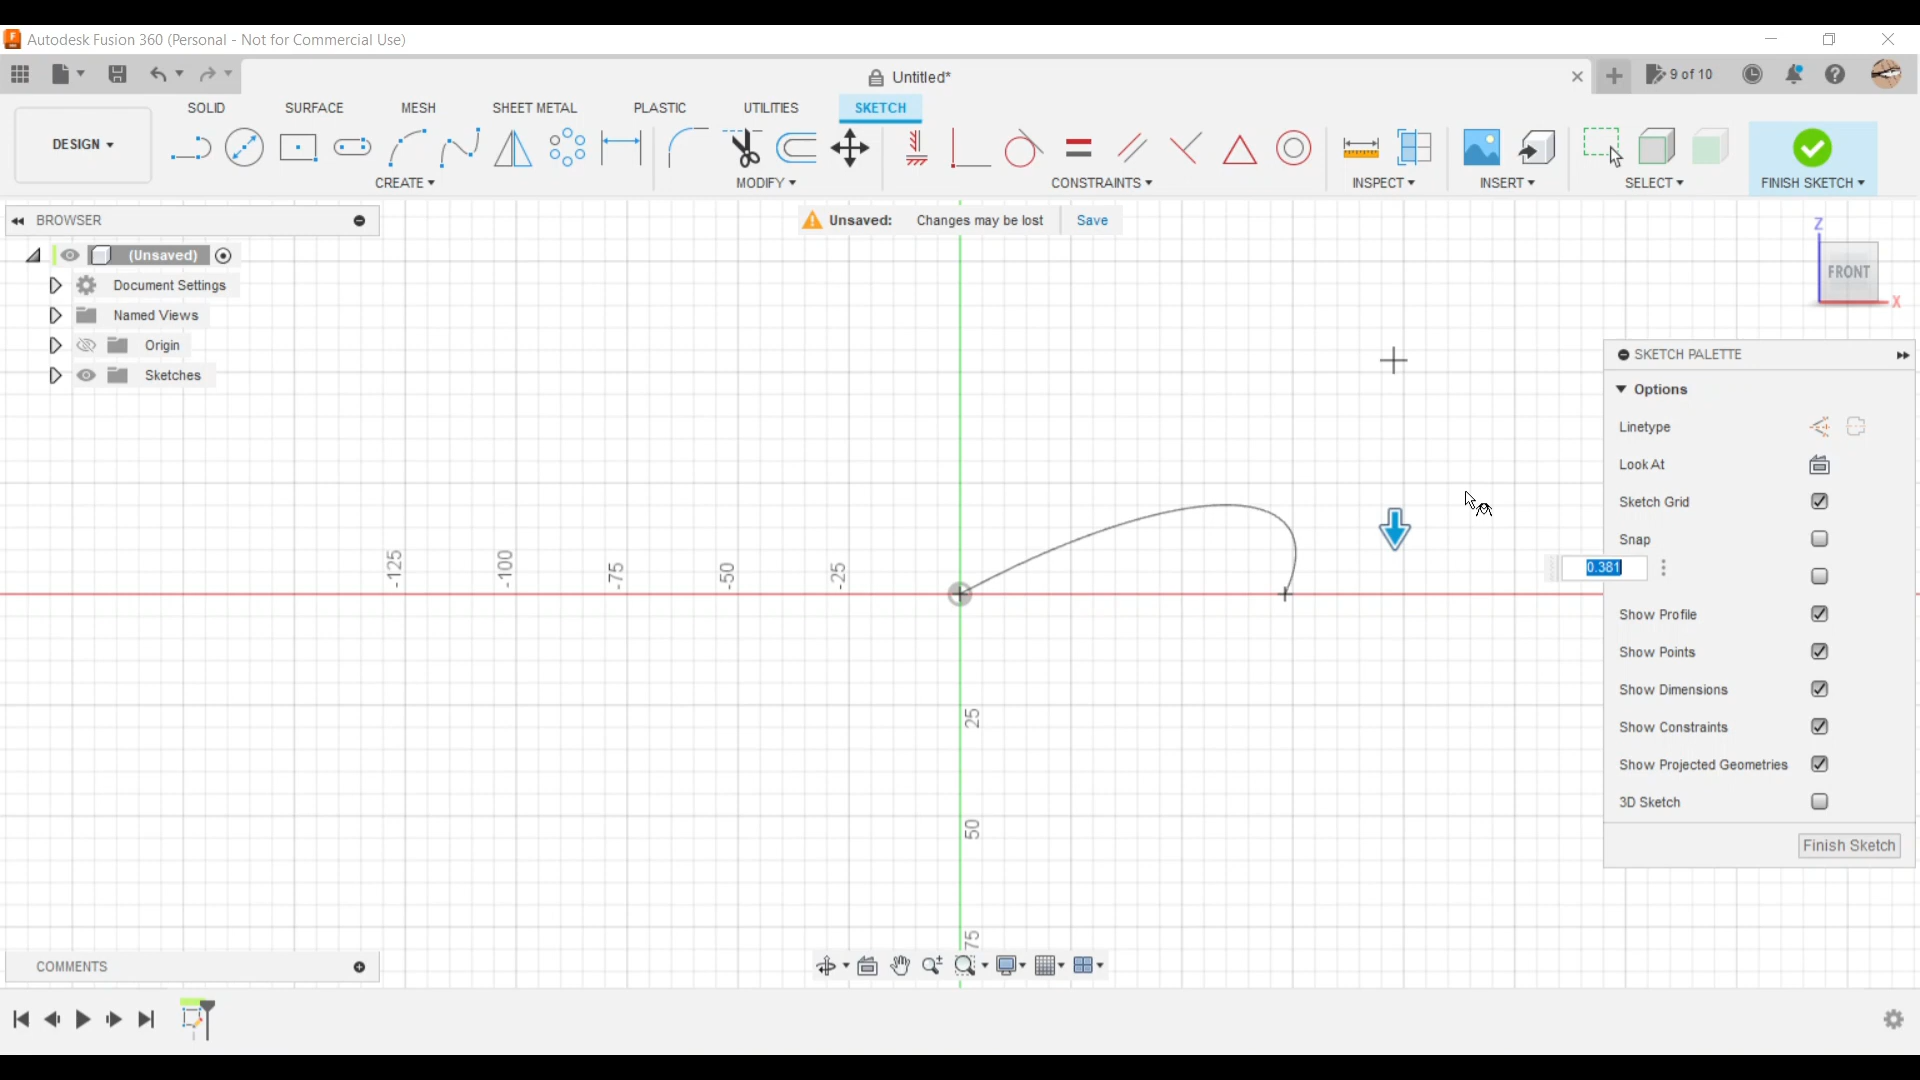 Autodesk Fusion 360 (Personal - Not for Commercial Use)
Untitled*
9 of 10
SOLID
SURFACE
MESH
SHEET METAL
PLASTIC
UTILITIES
SKETCH
DESIGN
CREATE
MODIFY
CONSTRAINTS
INSPECT
INSERT
SELECT
FINISH SKETCH
BROWSER
Unsaved: Changes may be lost
Save
(Unsaved)
Document Settings
Named Views
Origin
Sketches
Z
FRONT
X
SKETCH PALETTE
Options
Linetype
Look At
Sketch Grid
Snap
0.381
Show Profile
Show Points
Show Dimensions
Show Constraints
Show Projected Geometries
3D Sketch
Finish Sketch
-125
-100
-75
-50
-25
25
50
75
COMMENTS